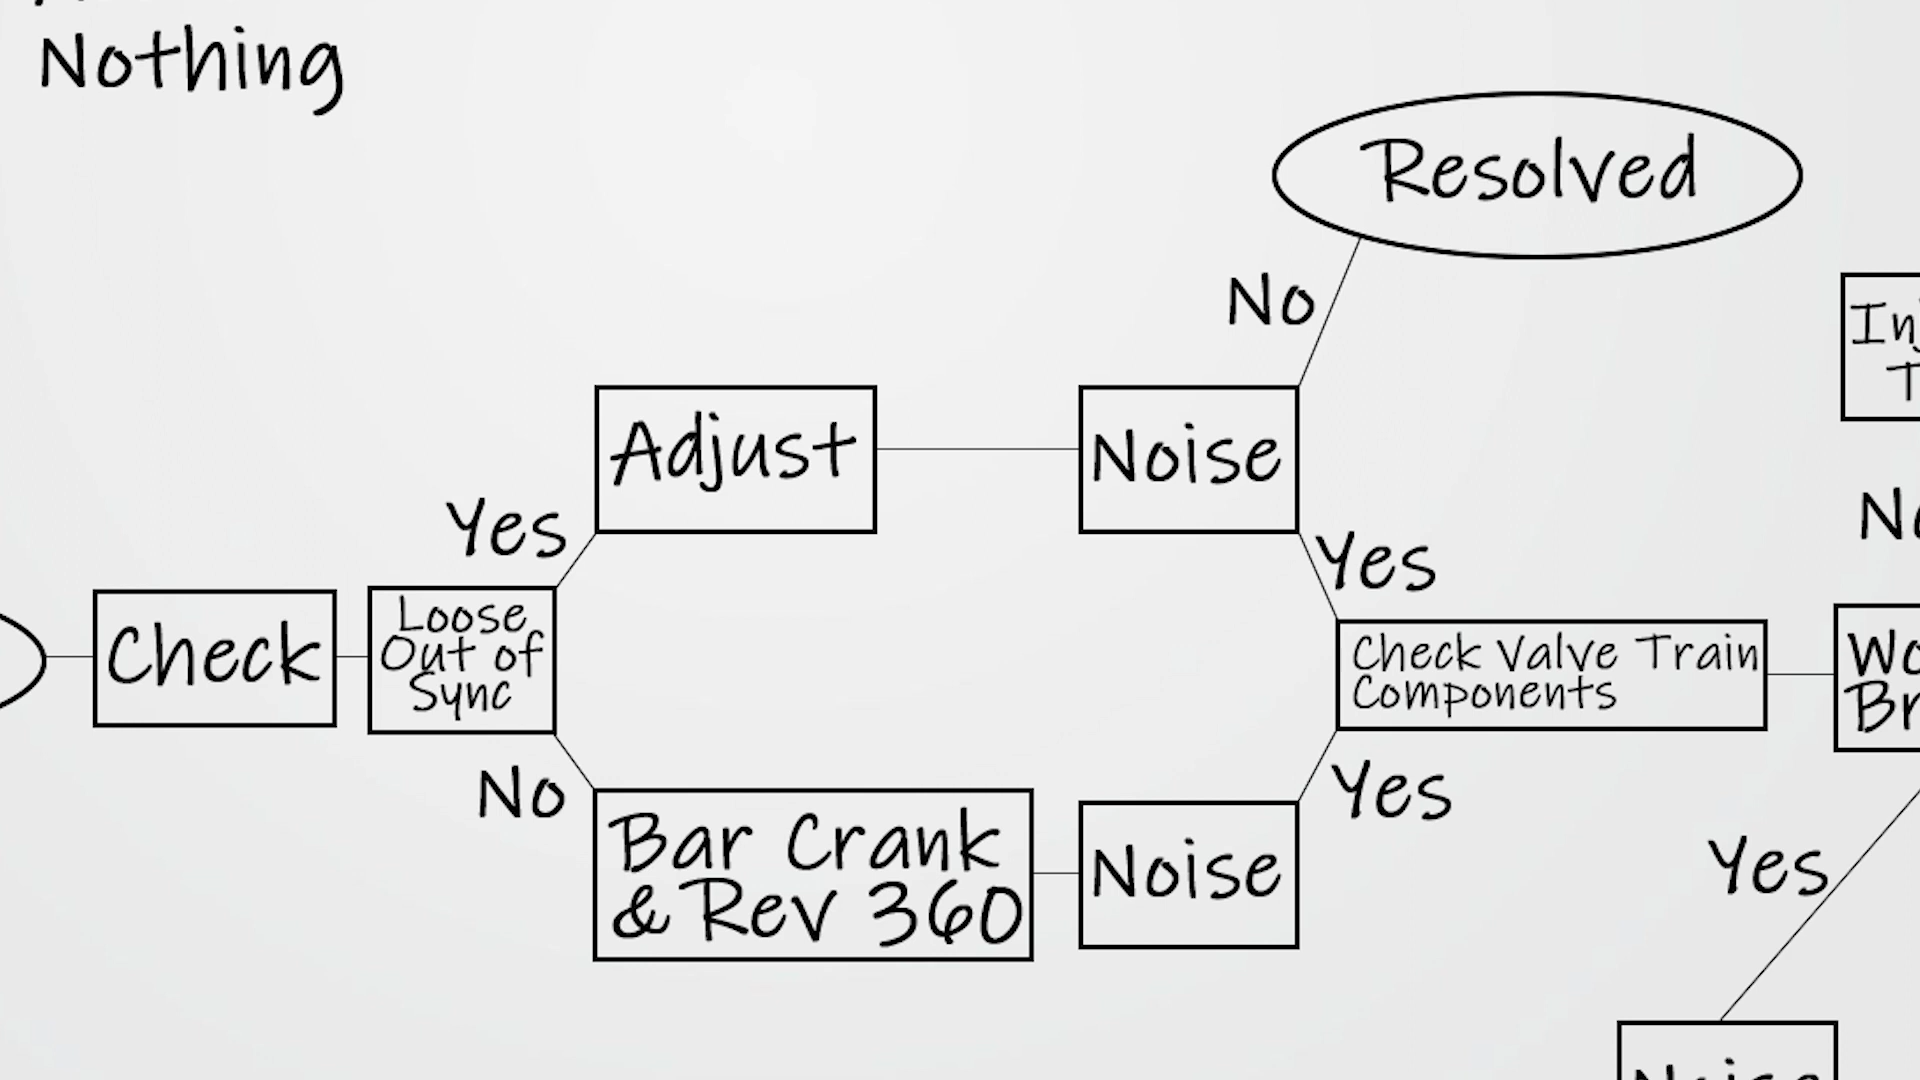 Nothing
Resolved
No
Adjust
Noise
Yes
Yes
Check
Loose
Out of
Sync
Check Valve Train
Components
No
Bar Crank
& Rev 360
Noise
Yes
Yes
Noise